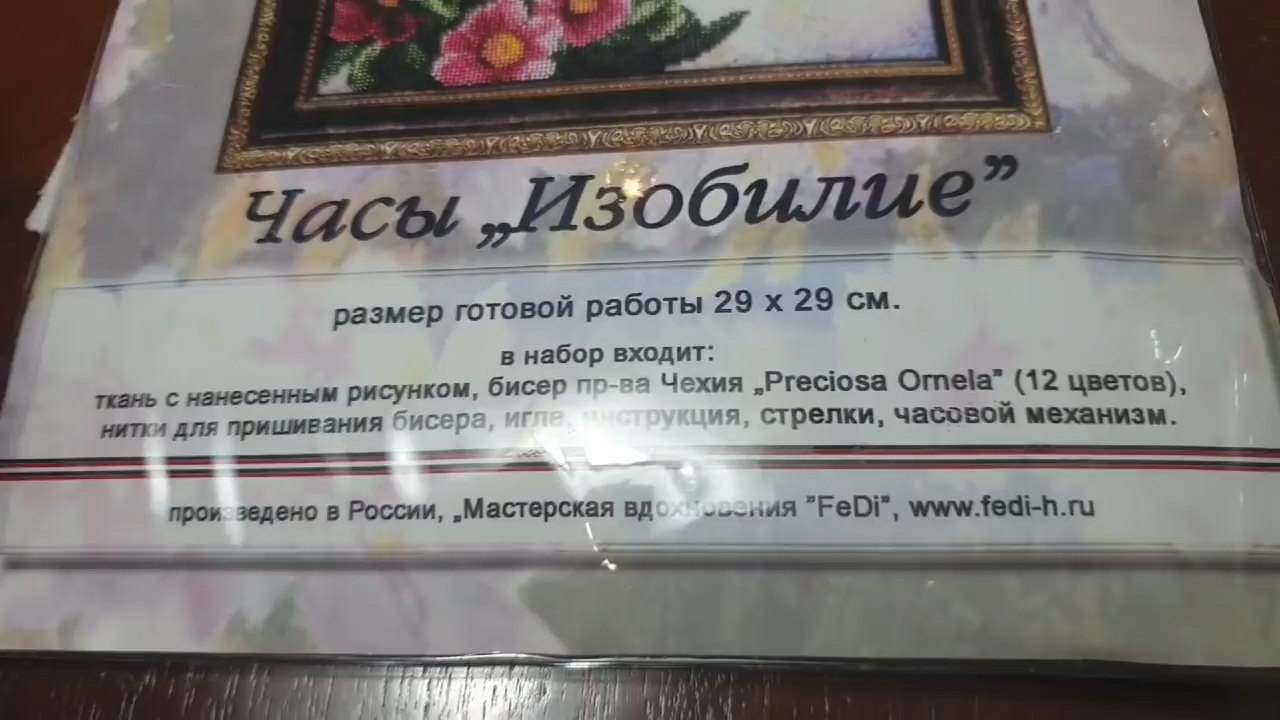 Часы „Изобилие”
размер готовой работы 29 х 29 см.
в набор входит:
ткань с нанесенным рисунком, бисер пр-ва Чехия „Preciosa Ornela” (12 цветов),
нитки для пришивания бисера, игла, инструкция, стрелки, часовой механизм.
произведено в России, „Мастерская вдохновения ”FeDi”, www.fedi-h.ru